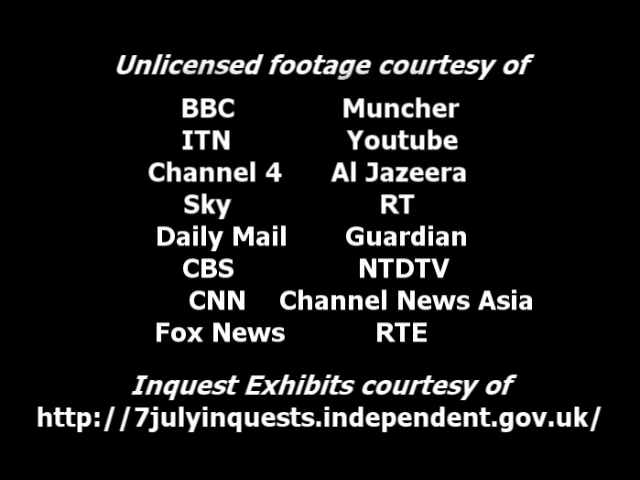 Unlicensed footage courtesy of
BBC Muncher
ITN Youtube
Channel 4 Al Jazeera
Sky RT
Daily Mail Guardian
CBS NTDTV
CNN Channel News Asia
Fox News RTE
Inquest Exhibits courtesy of
http://7julyinquests.independent.gov.uk/